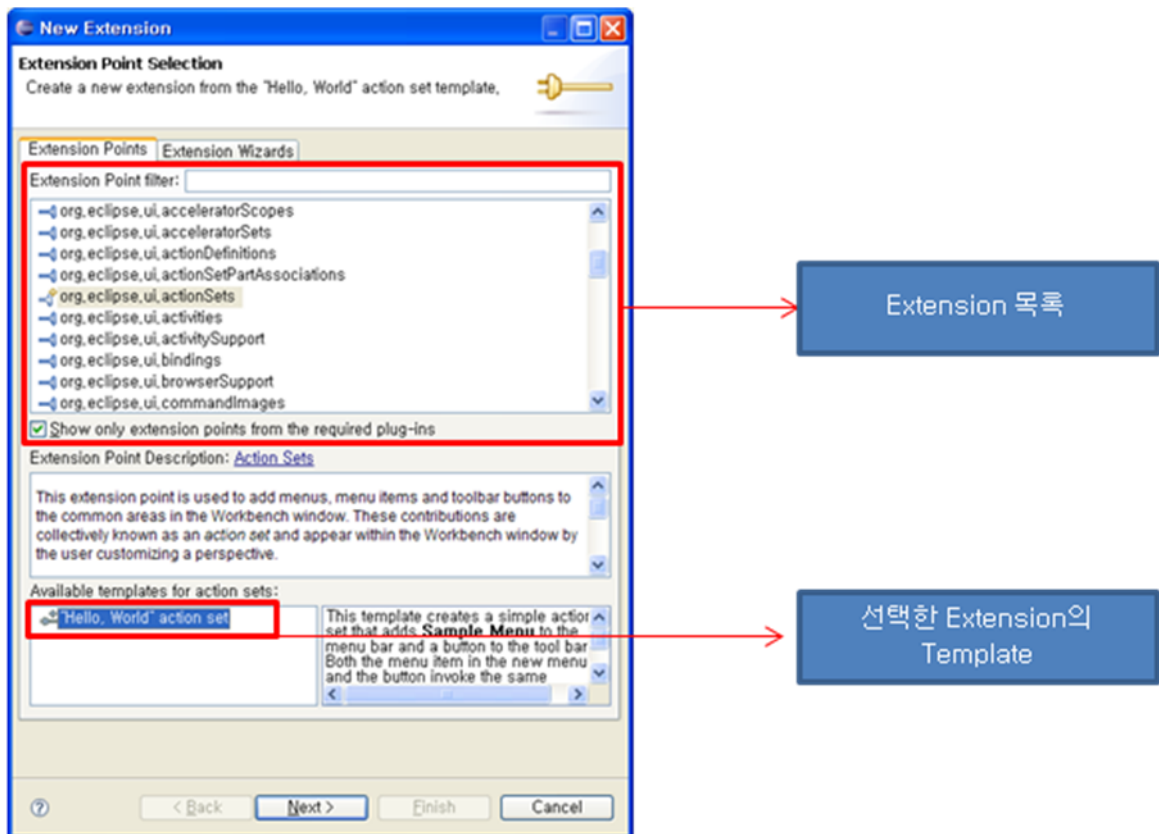 New Extension
Extension Point Selection
Create a new extension from the "Hello, World" action set template.
Extension Points
Extension Wizards
Extension Point filter:
org.eclipse.ui.acceleratorScopes
org.eclipse.ui.acceleratorSets
org.eclipse.ui.actionDefinitions
org.eclipse.ui.actionSetPartAssociations
org.eclipse.ui.actionSets
org.eclipse.ui.activities
org.eclipse.ui.activitySupport
org.eclipse.ui.bindings
org.eclipse.ui.browserSupport
org.eclipse.ui.commandImages
Show only extension points from the required plug-ins
Extension Point Description: Action Sets
This extension point is used to add menus, menu items and toolbar buttons to
the common areas in the Workbench window. These contributions are
collectively known as an action set and appear within the Workbench window by
the user customizing a perspective.
Available templates for action sets:
"Hello, World" action set
This template creates a simple action
set that adds Sample Menu to the
menu bar and a button to the tool bar
Both the menu item in the new menu
and the button invoke the same
< Back
Next >
Finish
Cancel
Extension 목록
선택한 Extension의
Template